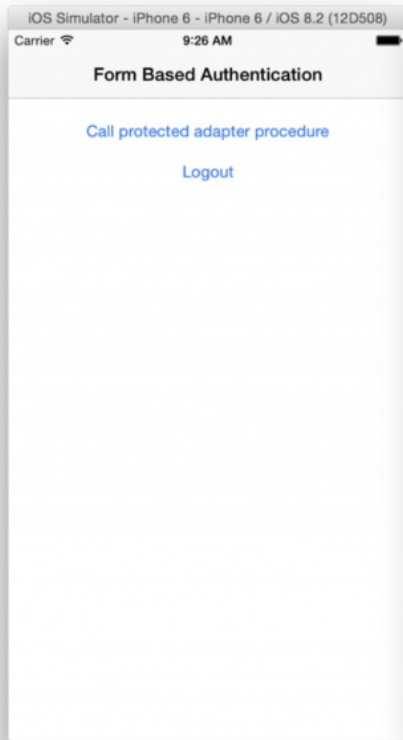 iOS Simulator - iPhone 6 - iPhone 6 / iOS 8.2 (12D508)
Carrier 9:26 AM
Form Based Authentication
Call protected adapter procedure
Logout